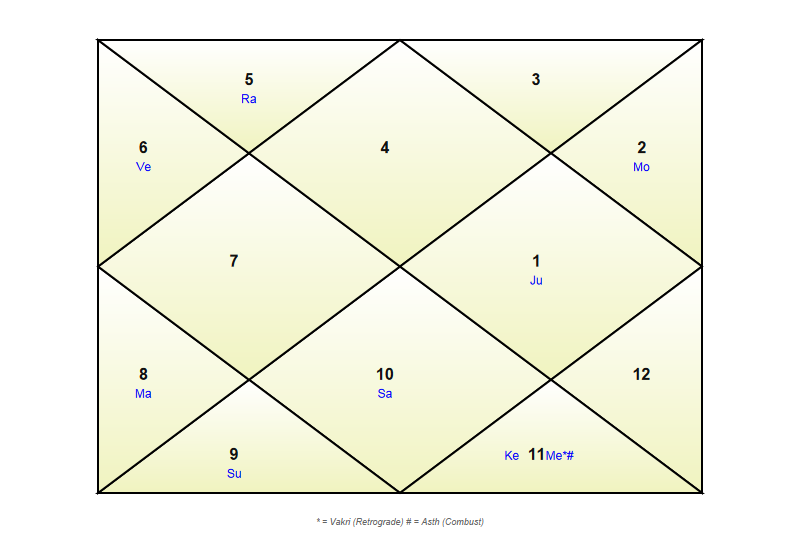 5
Ra
3
6
Ve
4
2
Mo
7
1
Ju
8
Ma
10
Sa
12
9
Su
Ke 11Me*#
* = Vakri (Retrograde) # = Asth (Combust)